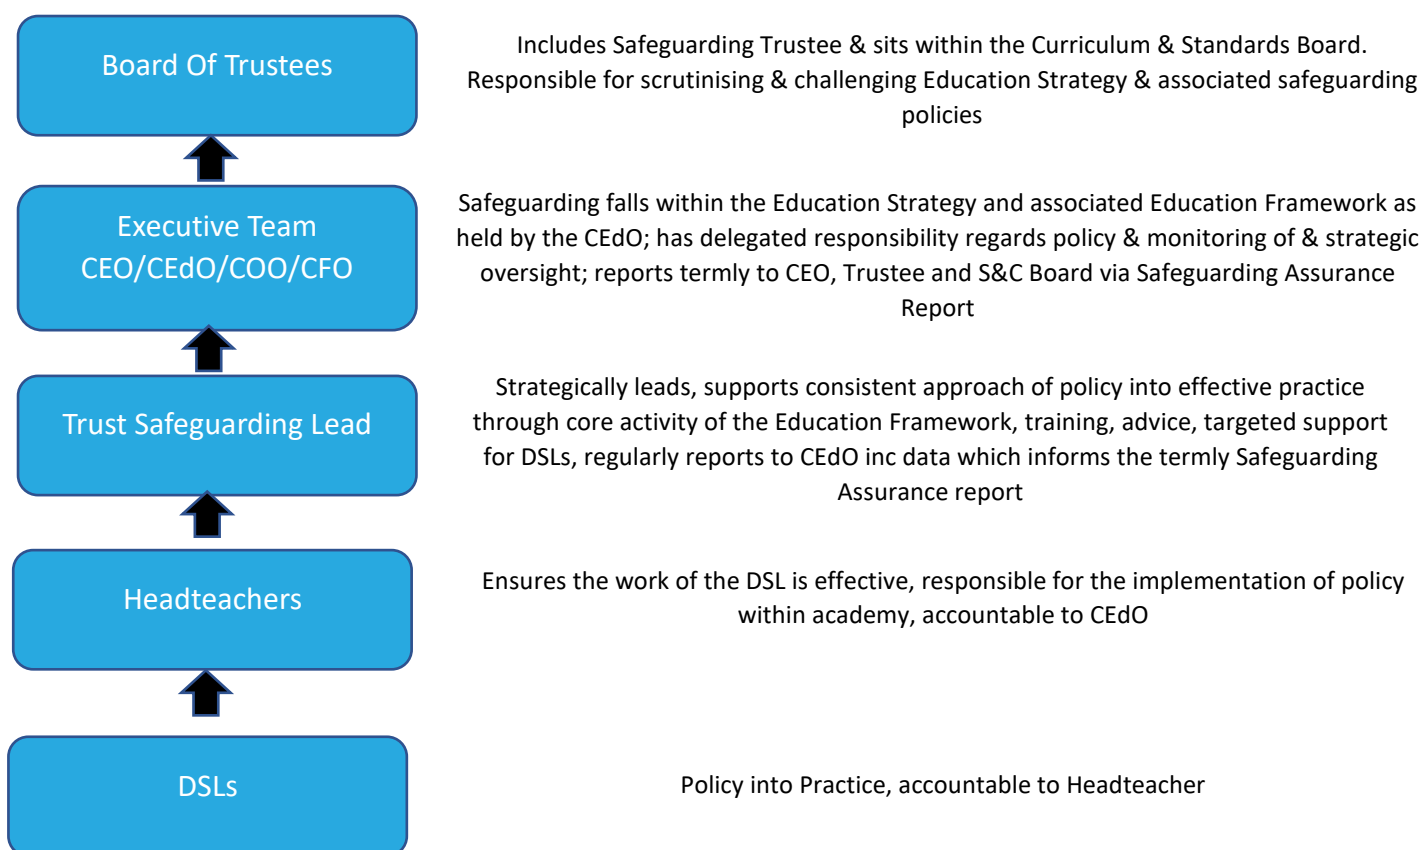 Board Of Trustees
Includes Safeguarding Trustee & sits within the Curriculum & Standards Board.
Responsible for scrutinising & challenging Education Strategy & associated safeguarding
policies
Executive Team
CEO/CEdO/COO/CFO
Safeguarding falls within the Education Strategy and associated Education Framework as
held by the CEdO; has delegated responsibility regards policy & monitoring of & strategic
oversight; reports termly to CEO, Trustee and S&C Board via Safeguarding Assurance
Report
Trust Safeguarding Lead
Strategically leads, supports consistent approach of policy into effective practice
through core activity of the Education Framework, training, advice, targeted support
for DSLs, regularly reports to CEdO inc data which informs the termly Safeguarding
Assurance report
Headteachers
Ensures the work of the DSL is effective, responsible for the implementation of policy
within academy, accountable to CEdO
DSLs
Policy into Practice, accountable to Headteacher